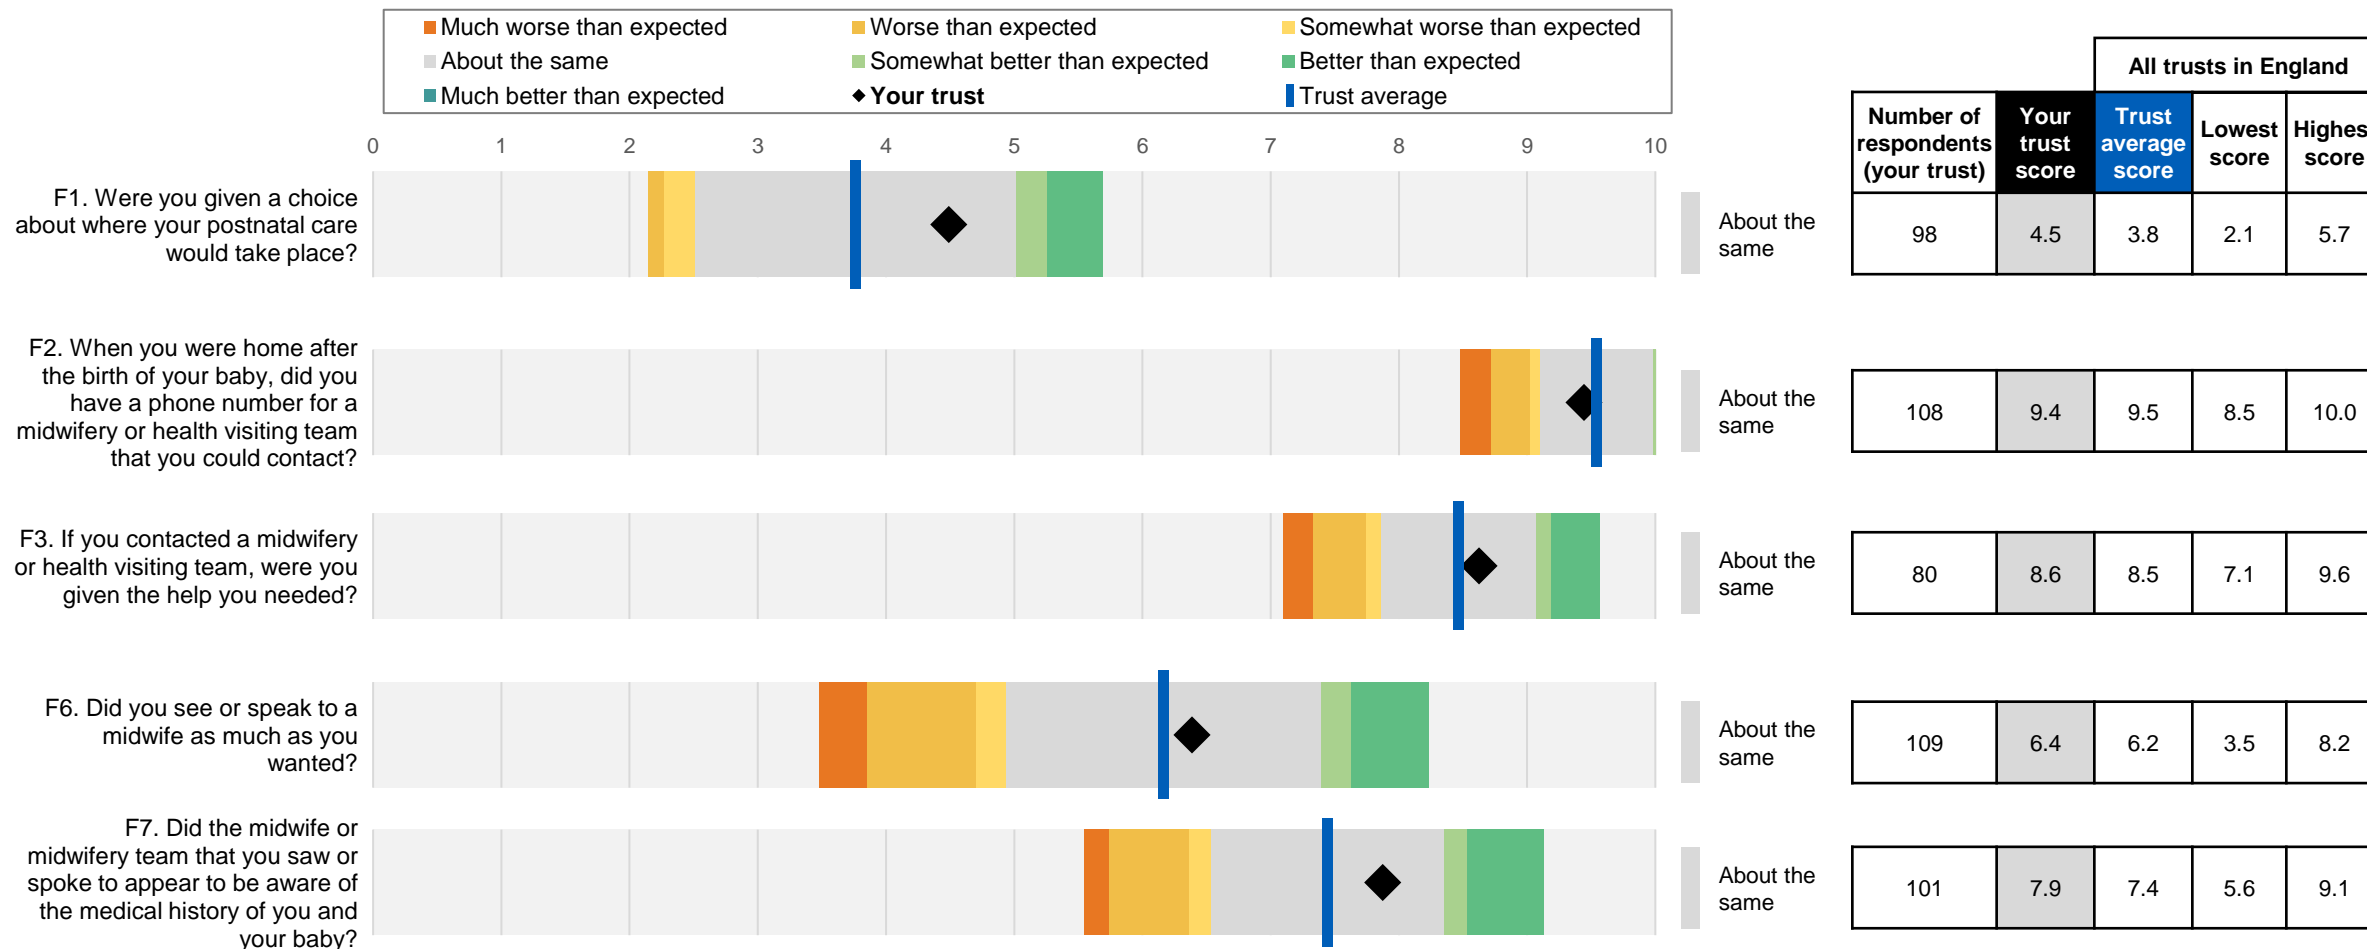 Much worse than expected
Worse than expected
Somewhat worse than expected
About the same
Somewhat better than expected
Better than expected
Much better than expected
Your trust
Trust average
All trusts in England
Number of
respondents
(your trust)
Your
trust
score
Trust
average
score
Lowest
score
Highes
score
0 1 2 3 4 5 6 7 8 9 10
F1. Were you given a choice
about where your postnatal care
would take place?
About the
same
98 4.5 3.8 2.1 5.7
F2. When you were home after
the birth of your baby, did you
have a phone number for a
midwifery or health visiting team
that you could contact?
About the
same
108 9.4 9.5 8.5 10.0
F3. If you contacted a midwifery
or health visiting team, were you
given the help you needed?
About the
same
80 8.6 8.5 7.1 9.6
F6. Did you see or speak to a
midwife as much as you
wanted?
About the
same
109 6.4 6.2 3.5 8.2
F7. Did the midwife or
midwifery team that you saw or
spoke to appear to be aware of
the medical history of you and
your baby?
About the
same
101 7.9 7.4 5.6 9.1